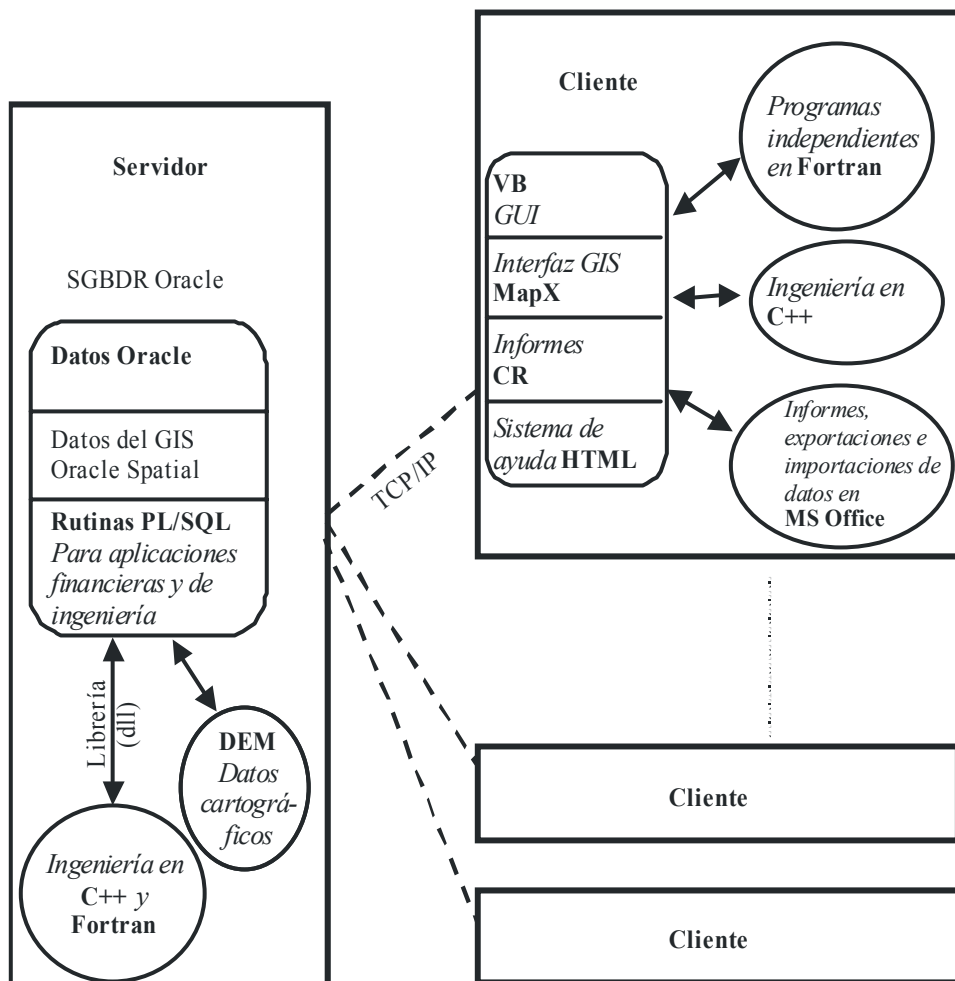 Servidor
SGBDR Oracle
Datos Oracle
Datos del GIS
Oracle Spatial
Rutinas PL/SQL
Para aplicaciones
financieras y de
ingeniería
Librería
(dll)
DEM
Datos
cartográ-
ficos
Ingeniería en
C++ y
Fortran
TCP/IP
Cliente
VB
GUI
Interfaz GIS
MapX
Informes
CR
Sistema de
ayuda HTML
Programas
independientes
en Fortran
Ingeniería en
C++
Informes,
exportaciones e
importaciones de
datos en
MS Office
Cliente
Cliente